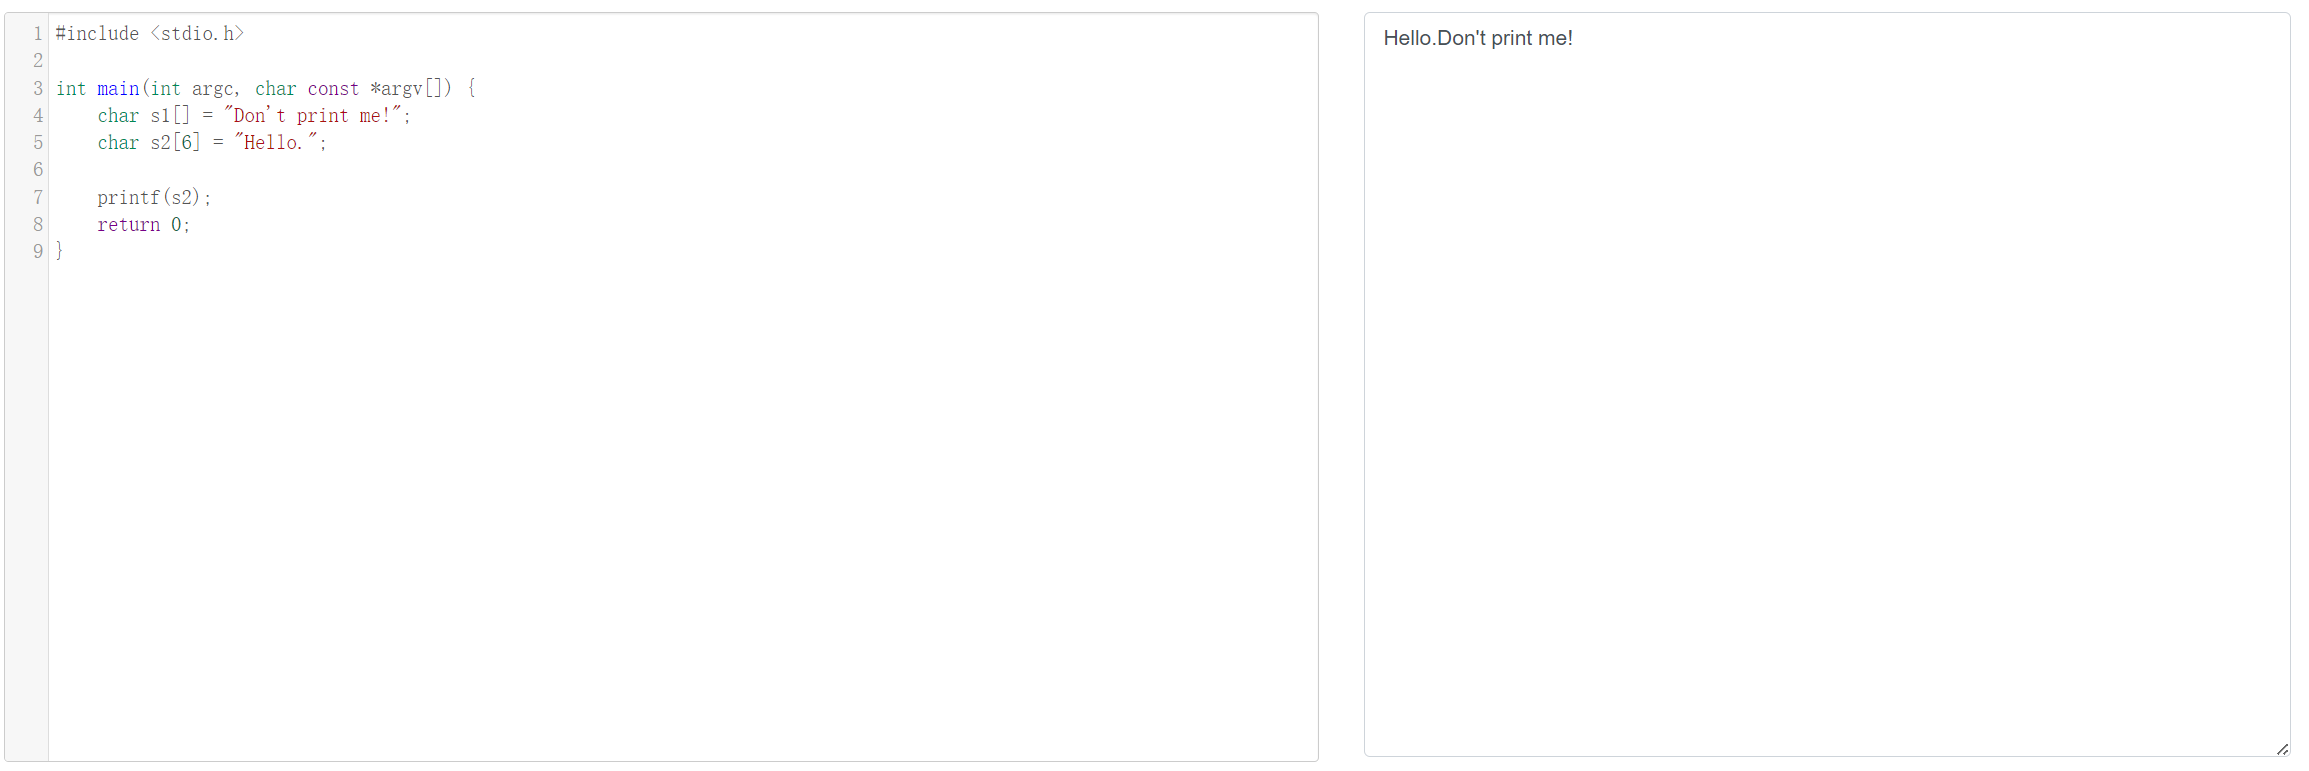 1 #include <stdio.h>
2
3 int main(int argc, char const *argv[]) {
4     char s1[] = "Don't print me!";
5     char s2[6] = "Hello.";
6
7     printf(s2);
8     return 0;
9 }
Hello.Don't print me!